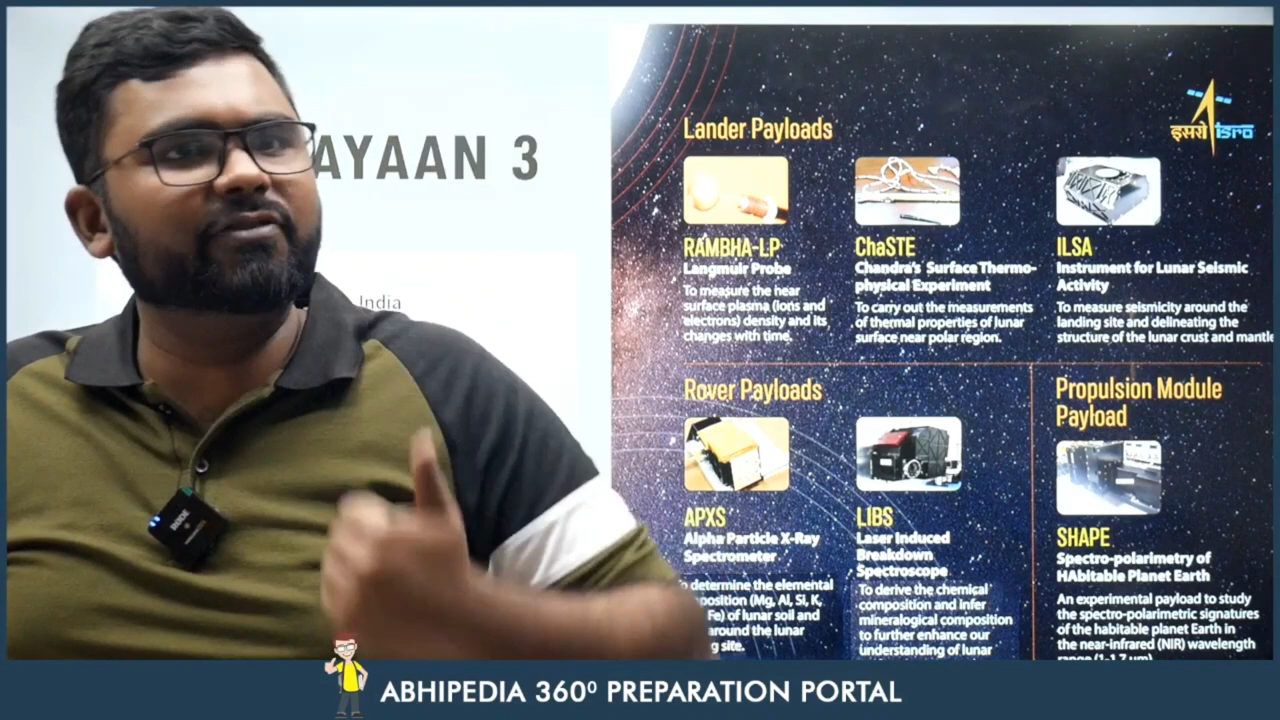 AYAAN 3
India
इसरो isro
Lander Payloads
RAMBHA-LP
Langmuir Probe
To measure the near
surface plasma (ions and
electrons) density and its
changes with time.
ChaSTE
Chandra's Surface Thermo-
physical Experiment
To carry out the measurements
of thermal properties of lunar
surface near polar region.
ILSA
Instrument for Lunar Seismic
Activity
To measure seismicity around the
landing site and delineating the
structure of the lunar crust and mantle
Rover Payloads
APXS
Alpha Particle X-Ray
Spectrometer
determine the elemental
position (Mg, Al, Si, K,
Fe) of lunar soil and
around the lunar
g site.
LIBS
Laser Induced
Breakdown
Spectroscope
To derive the chemical
composition and infer
mineralogical composition
to further enhance our
understanding of lunar
Propulsion Module
Payload
SHAPE
Spectro-polarimetry of
HAbitable Planet Earth
An experimental payload to study
the spectro-polarimetric signatures
of the habitable planet Earth in
the near-infrared (NIR) wavelength
range (1-1.7 μm)
ABHIPEDIA 360⁰ PREPARATION PORTAL